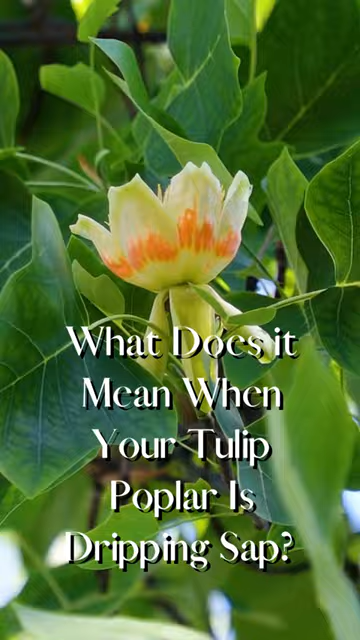 What Does it
Mean When
Your Tulip
Poplar Is
Dripping Sap?